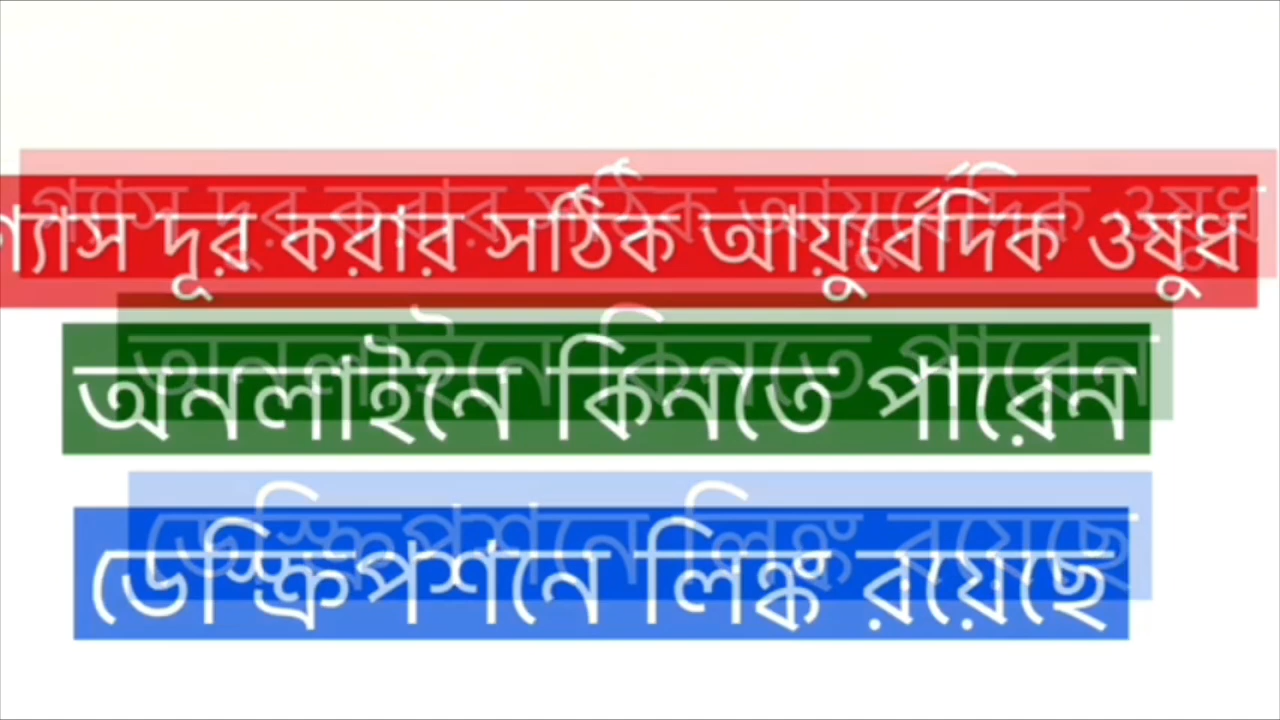 গ্যাস দূর করার সঠিক আয়ুর্বেদিক ওষুধ
অনলাইনে কিনতে পারেন
ডেস্ক্রিপশনে লিঙ্ক রয়েছে